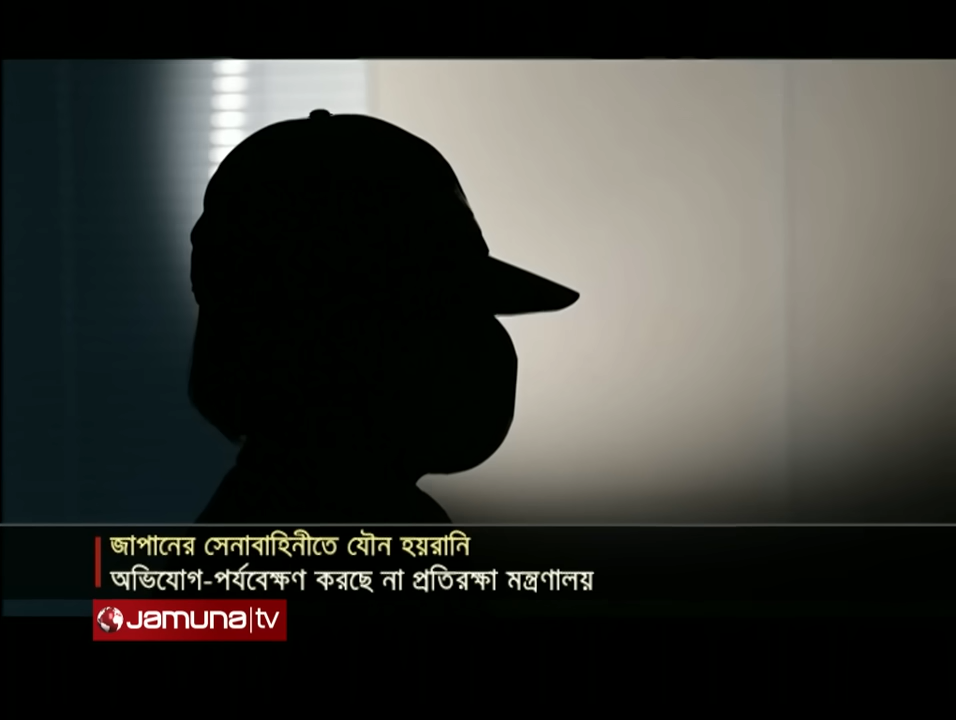 জাপানের সেনাবাহিনীতে যৌন হয়রানি
অভিযোগ-পর্যবেক্ষণ করছে না প্রতিরক্ষা মন্ত্রণালয়
Jamuna tv